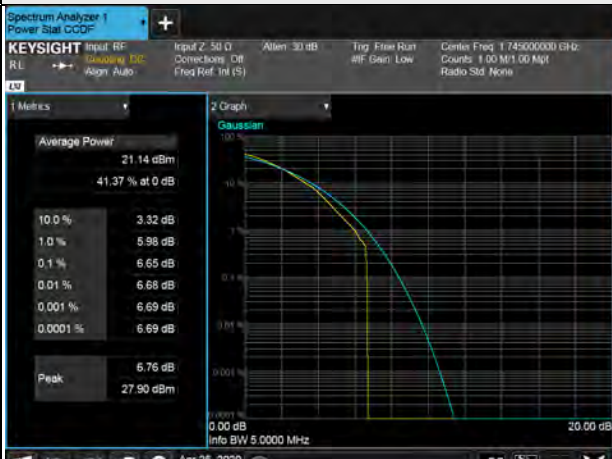 Spectrum Analyzer 1
Power Stat CCDF
KEYSIGHT
Input: RF
Input Z: 50 Ω
Atten: 30 dB
Trig: Free Run
Center Freq: 1.745000000 GHz
RL
Coupling: DC
Corrections: Off
#IF Gain: Low
Counts: 1.00 M/1.00 Mpt
Align: Auto
Freq Ref: Int (S)
Radio Std: None
LNI
1 Metrics
2 Graph
Gaussian
Average Power
21.14 dBm
41.37 % at 0 dB
10.0 % 3.32 dB
1.0 % 5.98 dB
0.1 % 6.65 dB
0.01 % 6.68 dB
0.001 % 6.69 dB
0.0001 % 6.69 dB
Peak
6.76 dB
27.90 dBm
100 %
10 %
1 %
0.1 %
0.01 %
0.001 %
0.0001 %
0.00 dB
20.00 dB
Info BW 5.0000 MHz